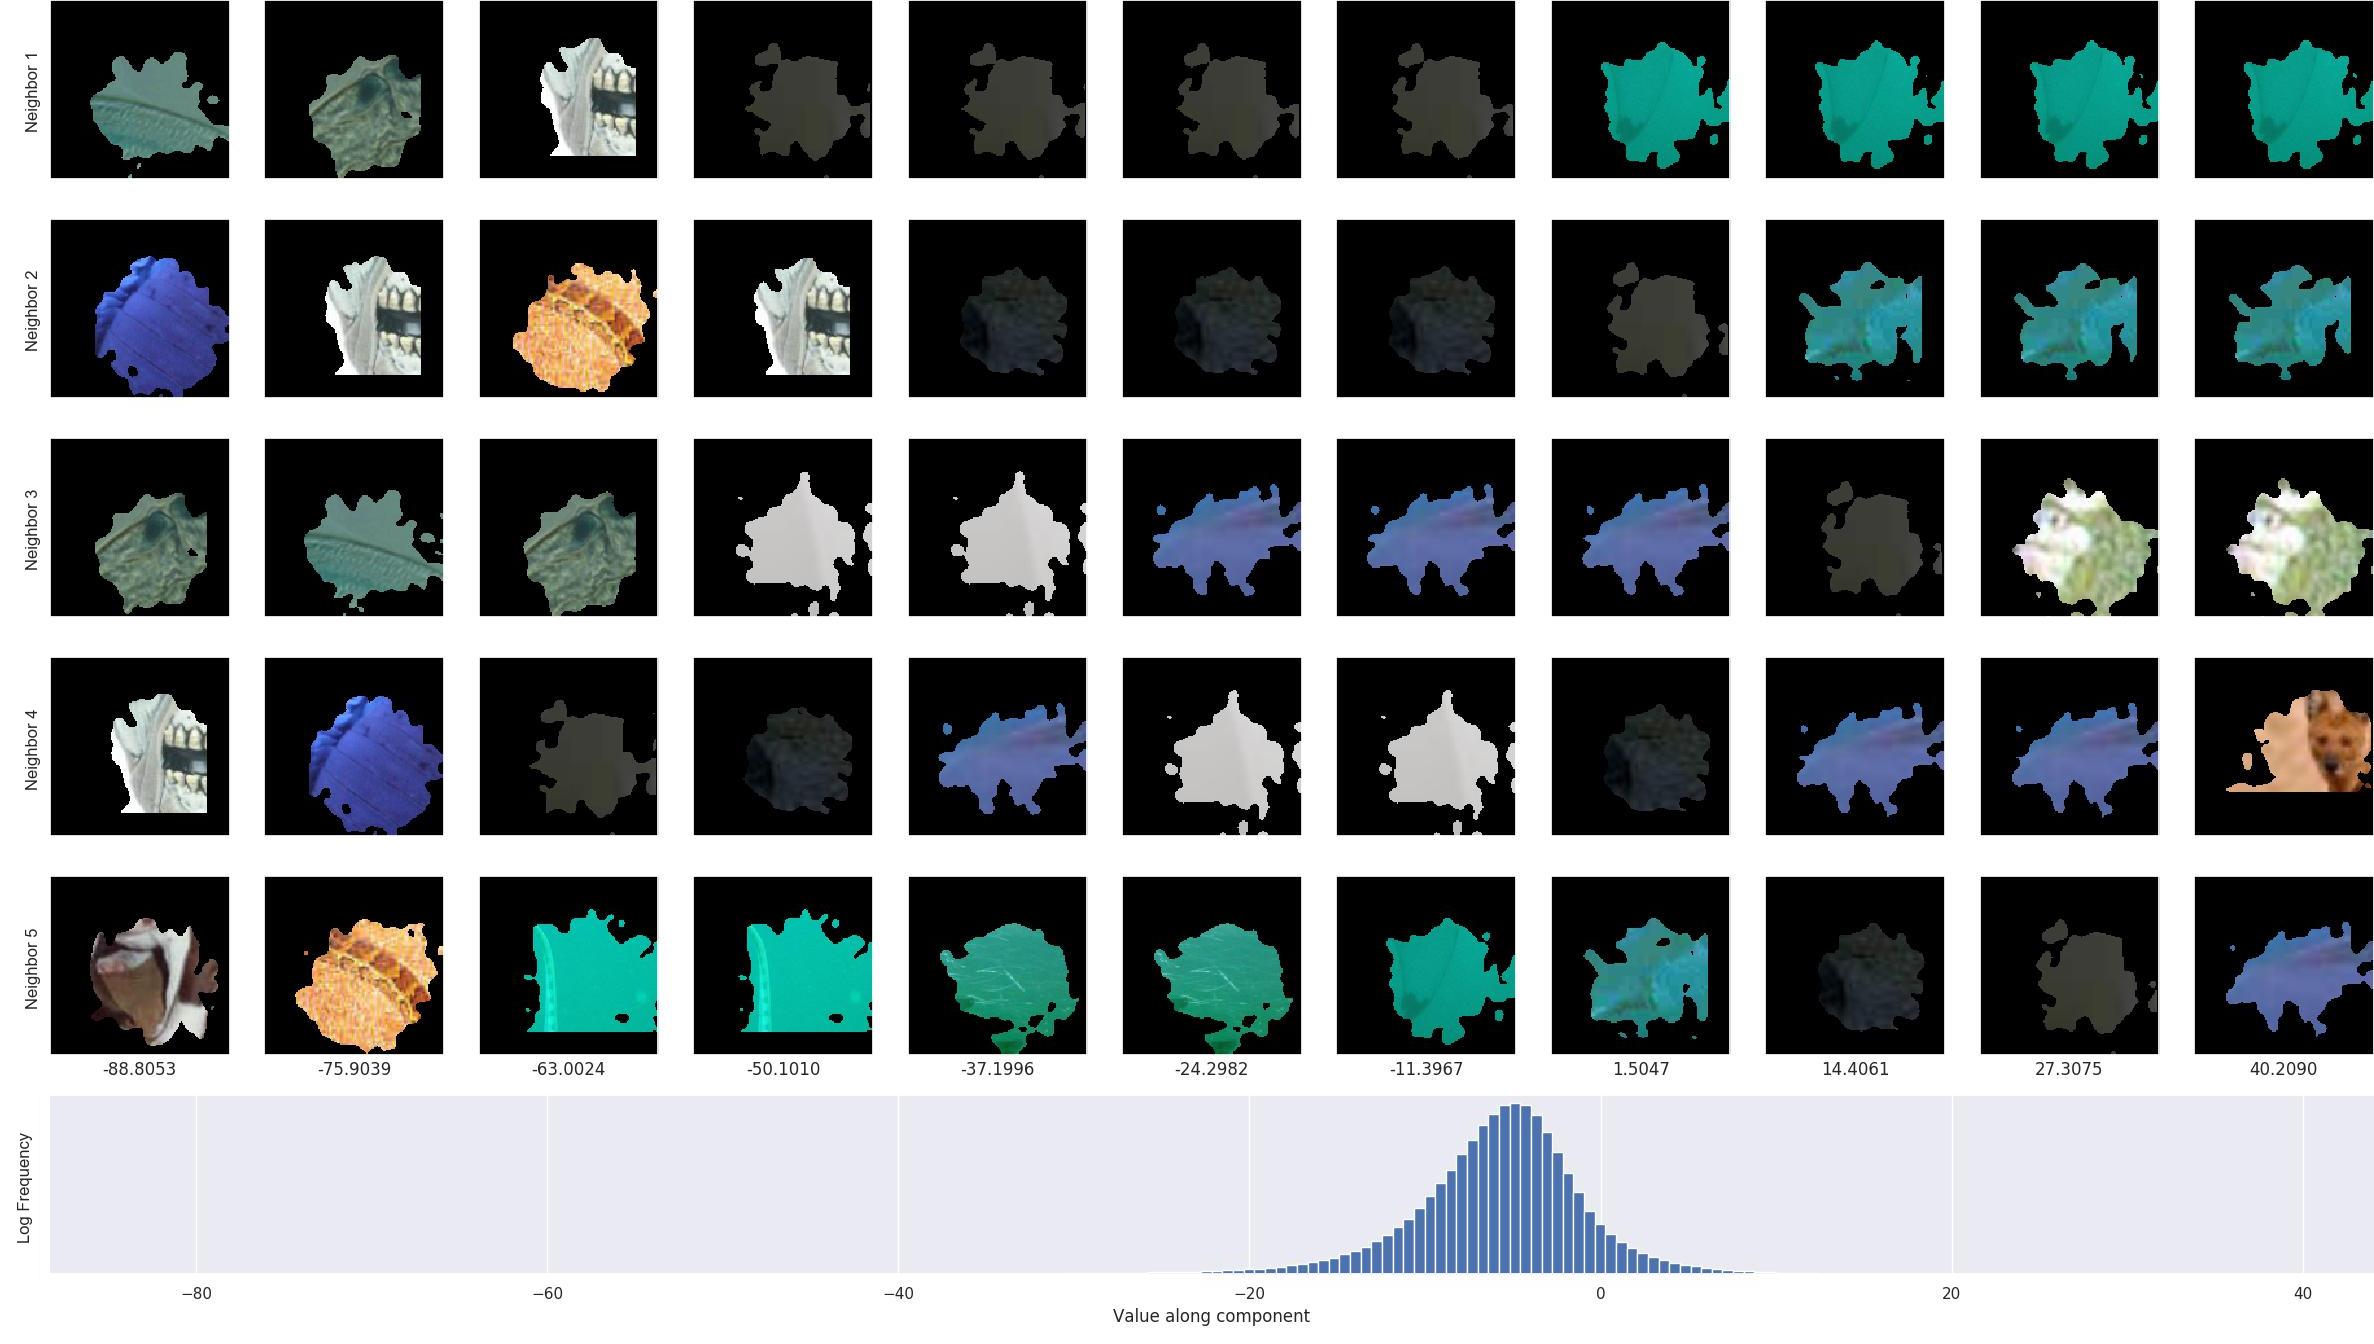 Neighbor 1
Neighbor 2
Neighbor 3
Neighbor 4
Neighbor 5
-88.8053 -75.9039 -63.0024 -50.1010 -37.1996 -24.2982 -11.3967 1.5047 14.4061 27.3075 40.2090
Log Frequency
−80 −60 −40 −20 0 20 40
Value along component